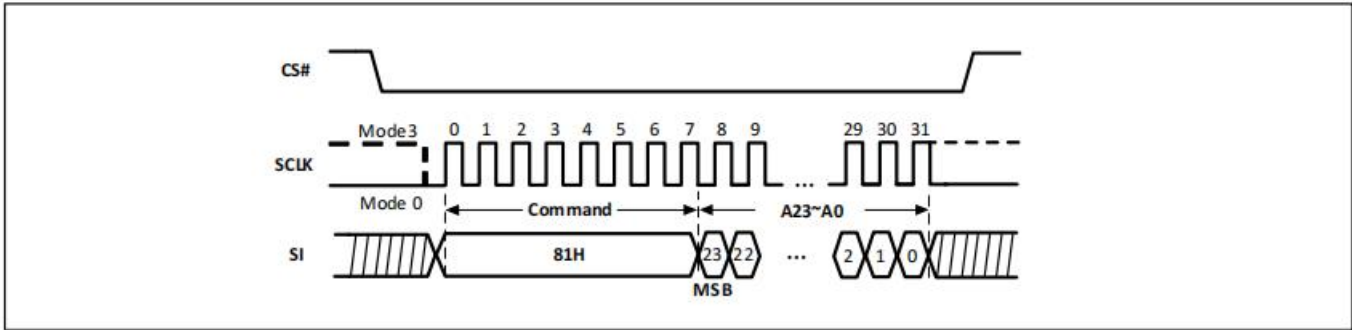 CS#
Mode3 0 1 2 3 4 5 6 7 8 9 29 30 31
SCLK ...
Mode 0 Command A23~A0
SI 81H 23 22 ... 2 1 0
MSB